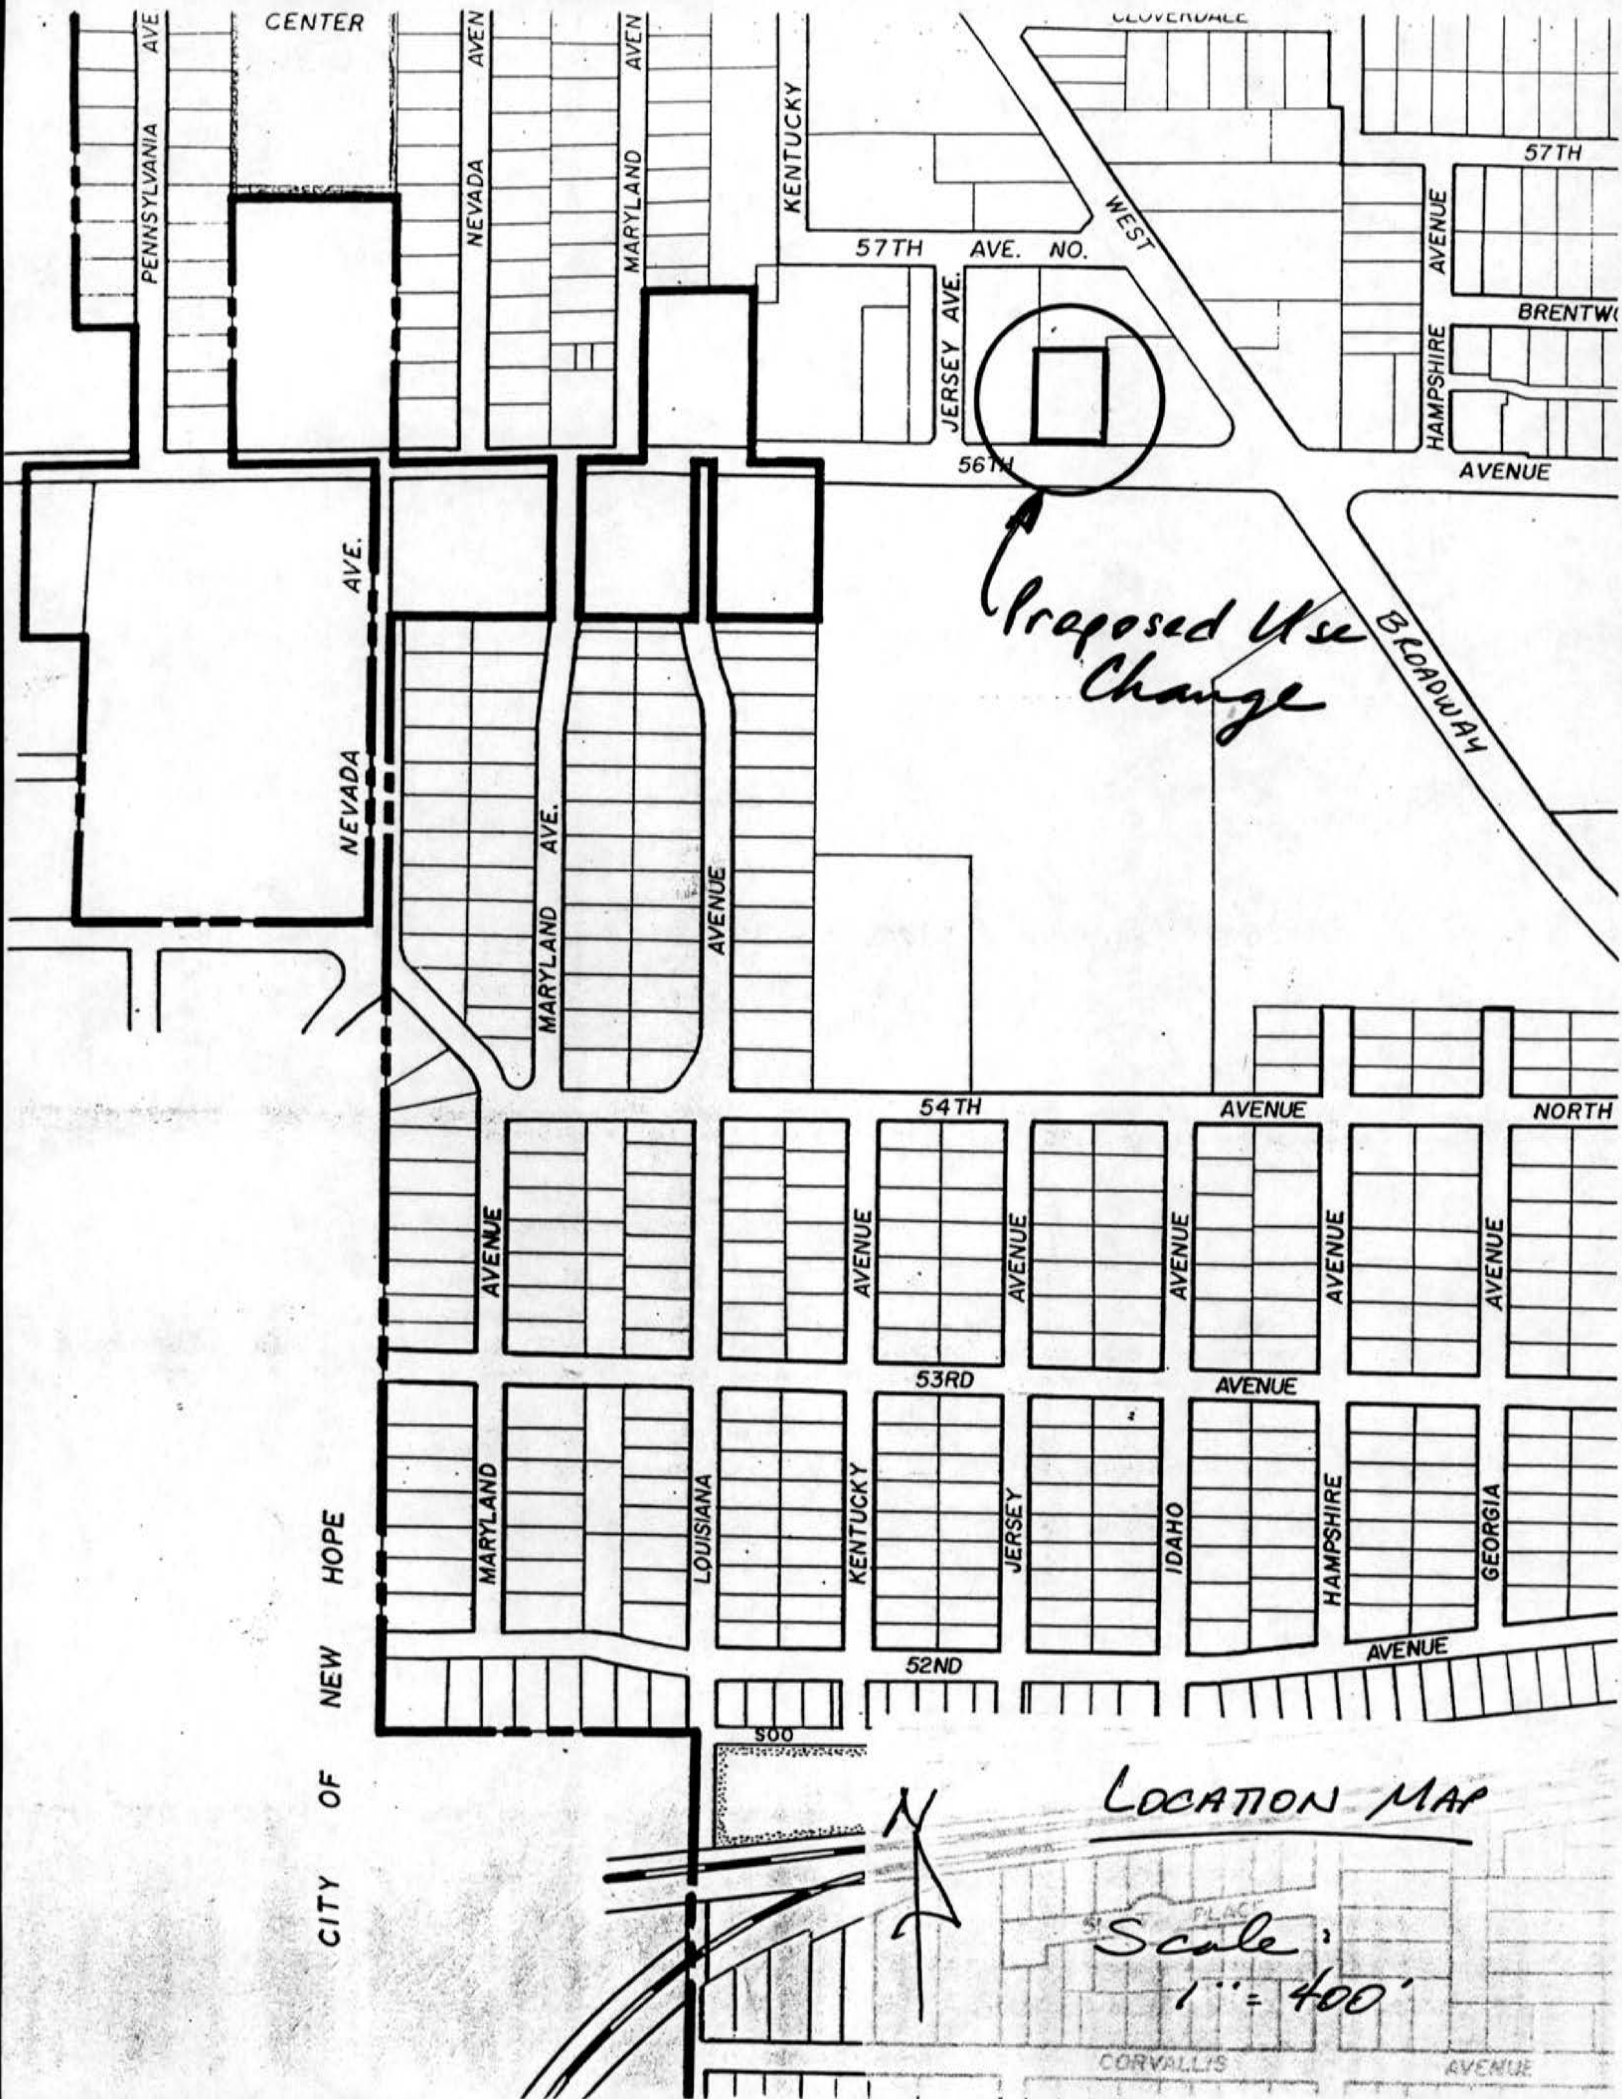 CENTER
CLOVERDALE
PENNSYLVANIA AVE
NEVADA AVEN
MARYLAND AVEN
KENTUCKY
57TH
WEST
57TH AVE. NO.
AVENUE
HAMPSHIRE
BRENTW
JERSEY AVE.
56TH
AVENUE
NEVADA AVE.
Proposed Use
Change
BROADWAY
MARYLAND AVE.
AVENUE
54TH AVENUE NORTH
AVENUE
AVENUE
AVENUE
AVENUE
AVENUE
AVENUE
53RD AVENUE
MARYLAND
LOUISIANA
KENTUCKY
JERSEY
IDAHO
HAMPSHIRE
GEORGIA
52ND AVENUE
SOO
CITY OF NEW HOPE
N
LOCATION MAP
PLACE
Scale:
1" = 400'
CORVALLIS AVENUE